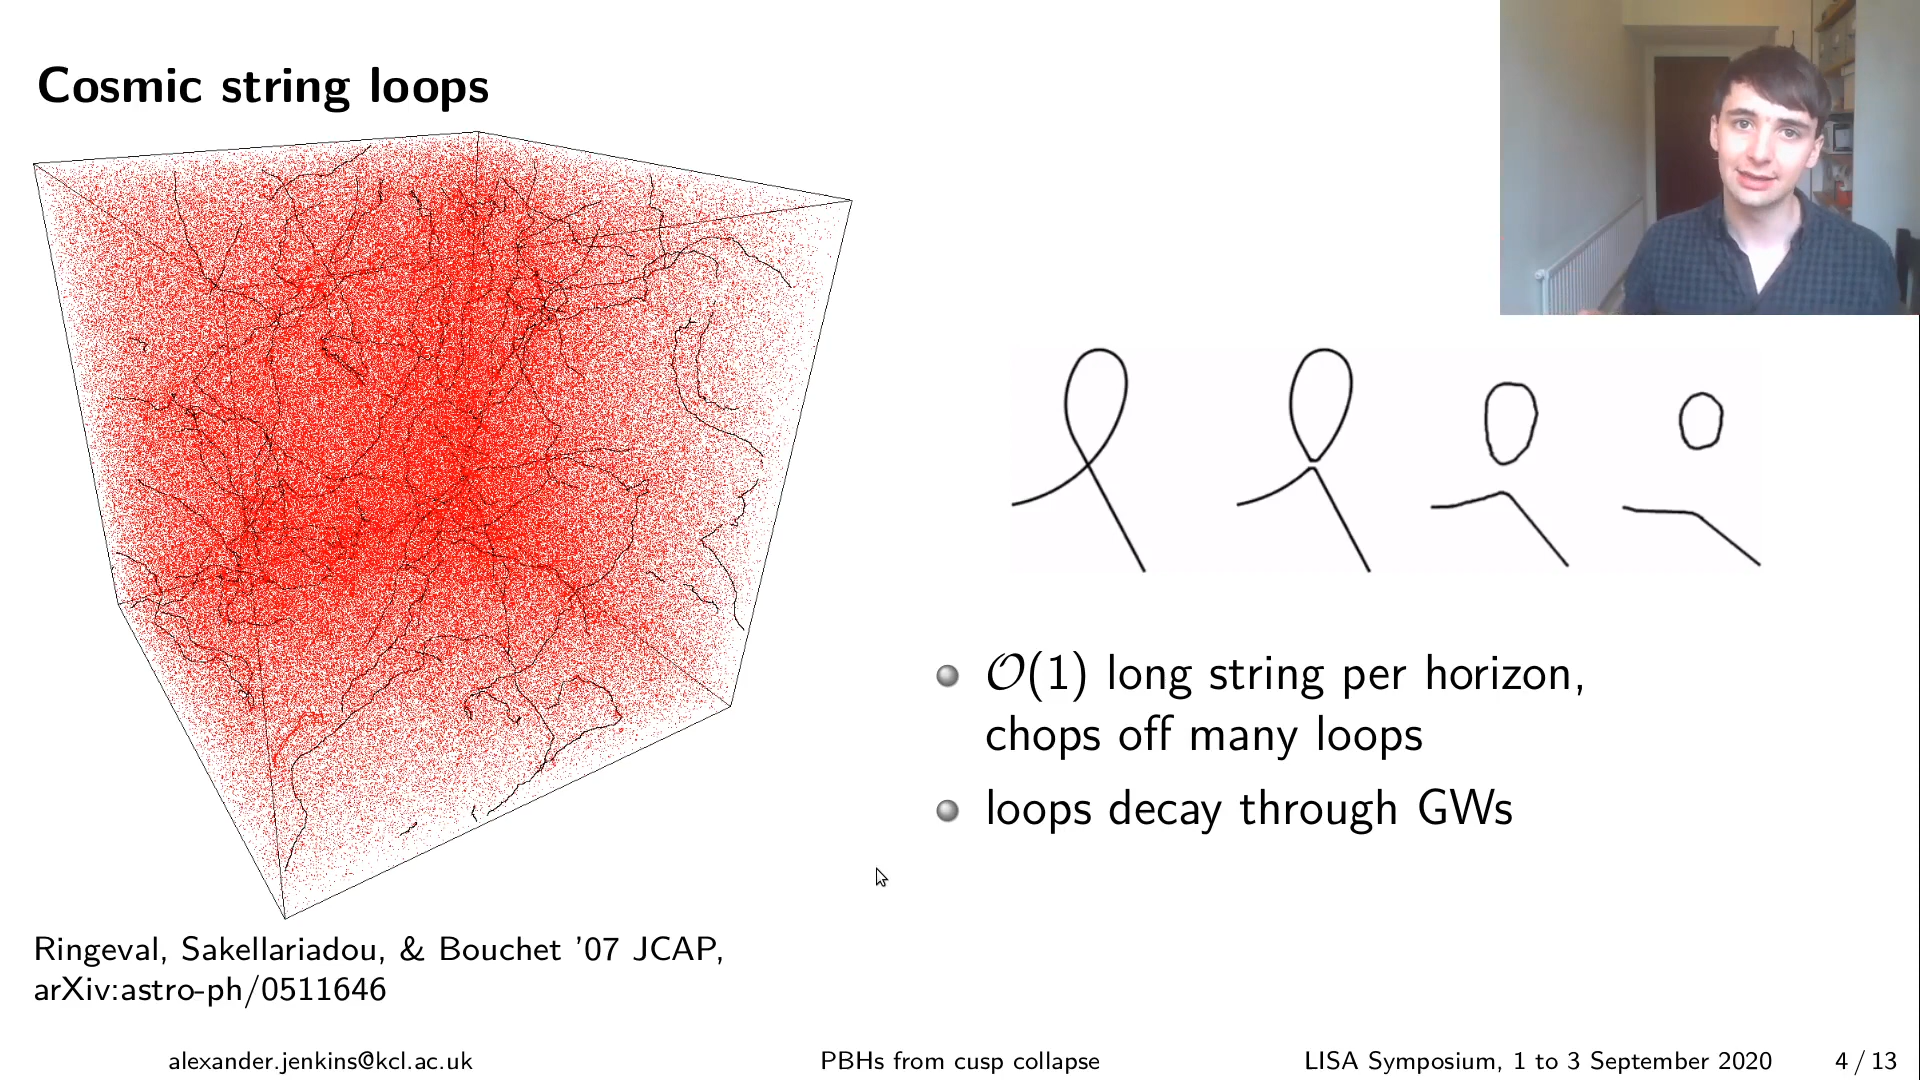 Cosmic string loops
𝒪(1) long string per horizon,
chops off many loops
loops decay through GWs
Ringeval, Sakellariadou, & Bouchet ’07 JCAP,
arXiv:astro-ph/0511646
alexander.jenkins@kcl.ac.uk
PBHs from cusp collapse
LISA Symposium, 1 to 3 September 2020
4 / 13